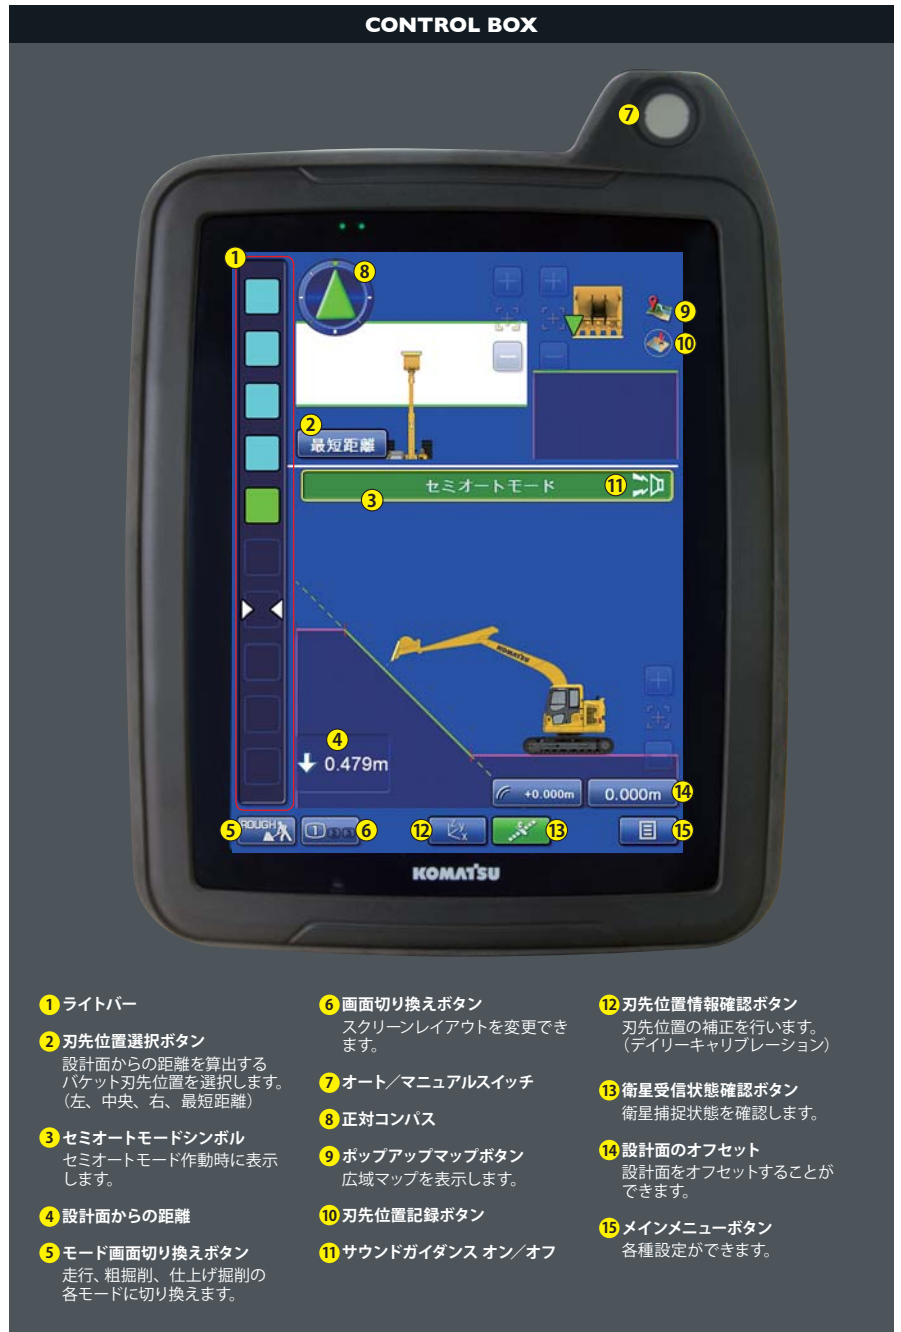 CONTROL BOX
7
1
8
9
10
2
最短距離
セミオートモード
11
3
KOMATSU
4
0.479m
+0.000m
0.000m
14
5
ROUGH
1
6
12
13
15
KOMATSU
1 ライトバー
2 刃先位置選択ボタン
設計面からの距離を算出する
バケット刃先位置を選択します。
（左、中央、右、最短距離）
3 セミオートモードシンボル
セミオートモード作動時に表示
します。
4 設計面からの距離
5 モード画面切り換えボタン
走行、粗掘削、仕上げ掘削の
各モードに切り換えます。
6 画面切り換えボタン
スクリーンレイアウトを変更でき
ます。
7 オート／マニュアルスイッチ
8 正対コンパス
9 ポップアップマップボタン
広域マップを表示します。
10 刃先位置記録ボタン
11 サウンドガイダンス オン／オフ
12 刃先位置情報確認ボタン
刃先位置の補正を行います。
（デイリーキャリブレーション）
13 衛星受信状態確認ボタン
衛星捕捉状態を確認します。
14 設計面のオフセット
設計面をオフセットすることが
できます。
15 メインメニューボタン
各種設定ができます。